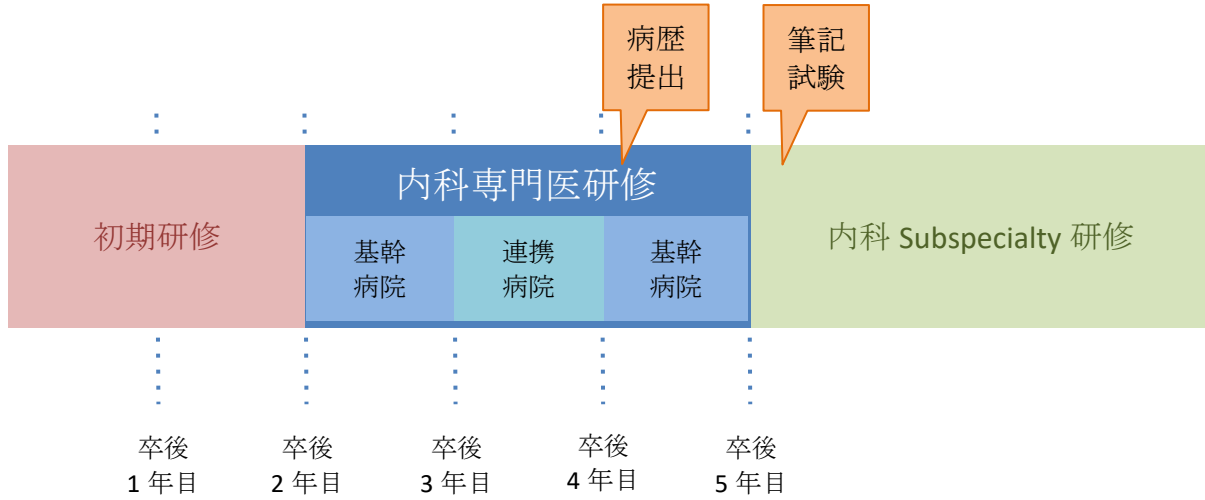 病歴
提出
筆記
試験
内科専門医研修
初期研修
基幹
病院
連携
病院
基幹
病院
内科 Subspecialty 研修
卒後
1 年目
卒後
2 年目
卒後
3 年目
卒後
4 年目
卒後
5 年目